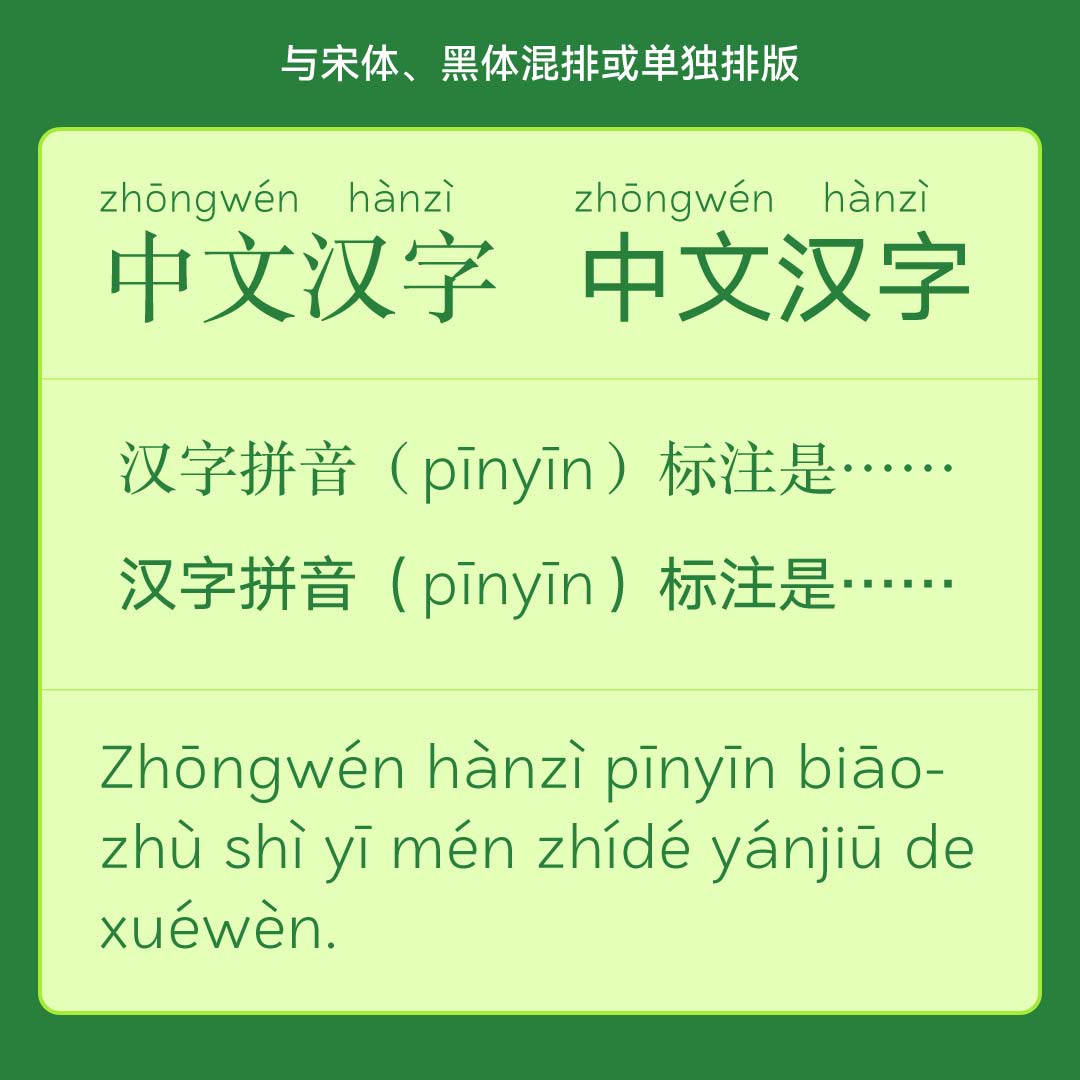 与宋体、黑体混排或单独排版
zhōngwén hànzì zhōngwén hànzì
中文汉字 中文汉字
汉字拼音（pīnyīn）标注是……
汉字拼音（pīnyīn）标注是……
Zhōngwén hànzì pīnyīn biāo-
zhù shì yī mén zhídé yánjiū de
xuéwèn.